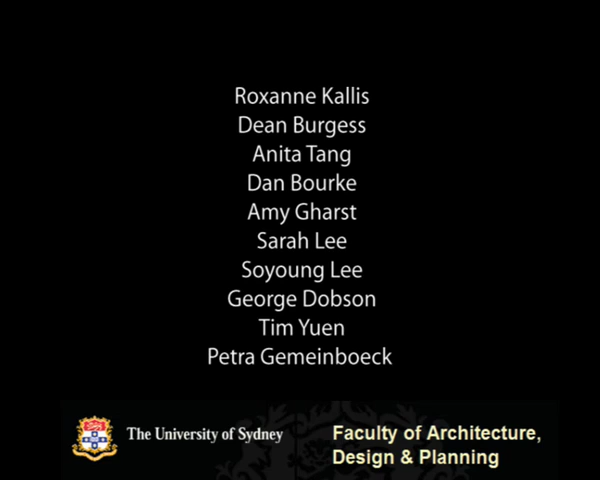 Roxanne Kallis
Dean Burgess
Anita Tang
Dan Bourke
Amy Gharst
Sarah Lee
Soyoung Lee
George Dobson
Tim Yuen
Petra Gemeinboeck
The University of Sydney
Faculty of Architecture,
Design & Planning